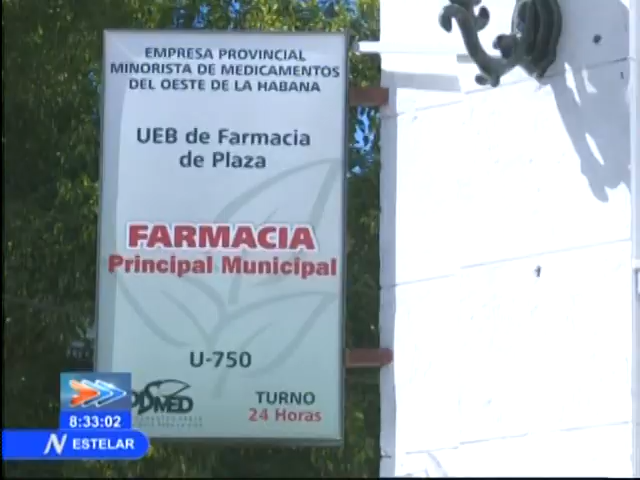 EMPRESA PROVINCIAL
MINORISTA DE MEDICAMENTOS
DEL OESTE DE LA HABANA
UEB de Farmacia
de Plaza
FARMACIA
Principal Municipal
U-750
TURNO
24 Horas
8:33:02
N ESTELAR